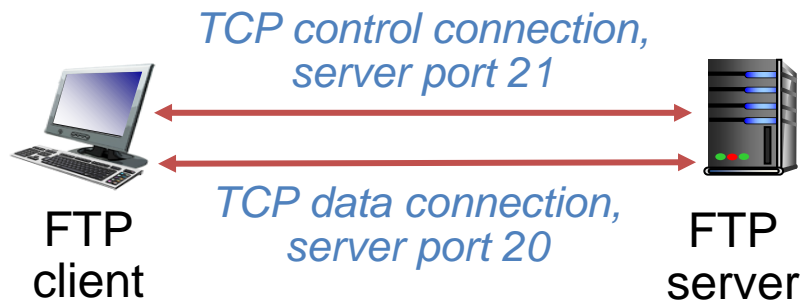 TCP control connection,
server port 21
TCP data connection,
server port 20
FTP
client
FTP
server